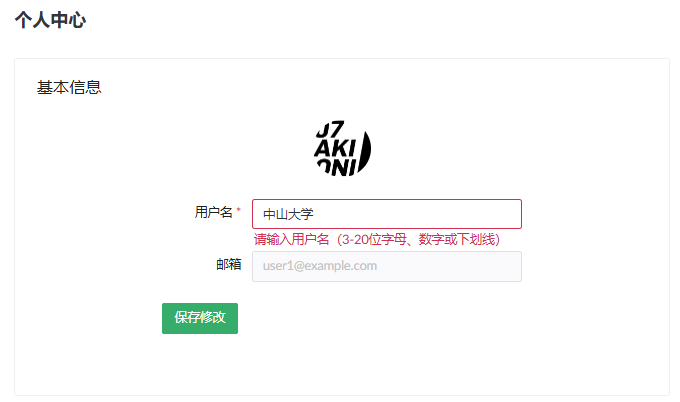 个人中心
基本信息
J7
AKI
ONI
用户名 *
中山大学
请输入用户名（3-20位字母、数字或下划线）
邮箱
user1@example.com
保存修改